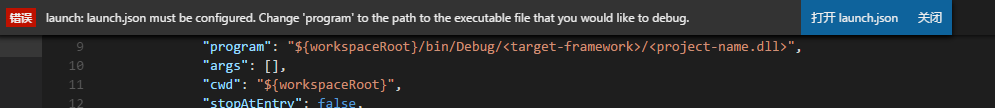 错误 launch: launch.json must be configured. Change 'program' to the path to the executable file that you would like to debug. 打开 launch.json 关闭
9 "program": "${workspaceRoot}/bin/Debug/<target-framework>/<project-name.dll>",
10 "args": [],
11 "cwd": "${workspaceRoot}",
12 "stopAtEntry": false,